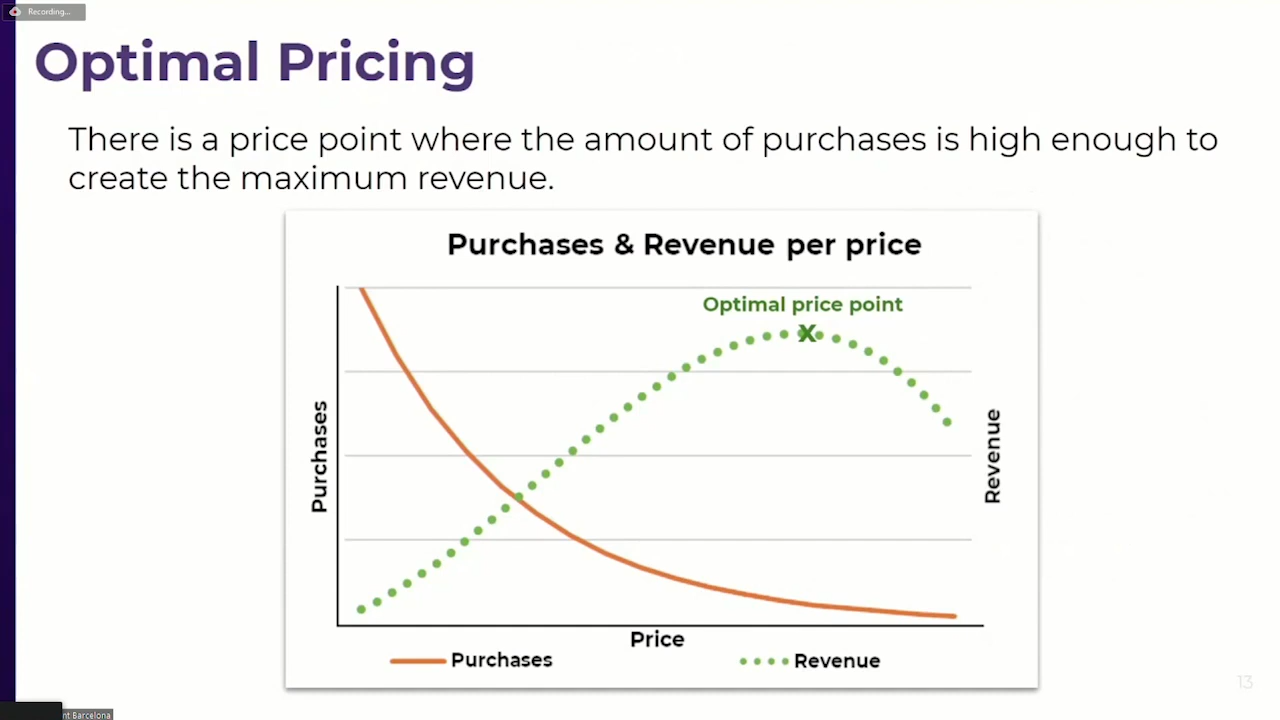 Recording...
Optimal Pricing
There is a price point where the amount of purchases is high enough to
create the maximum revenue.
Purchases & Revenue per price
Optimal price point
X
Purchases
Revenue
Price
Purchases
Revenue
13
Barcelona